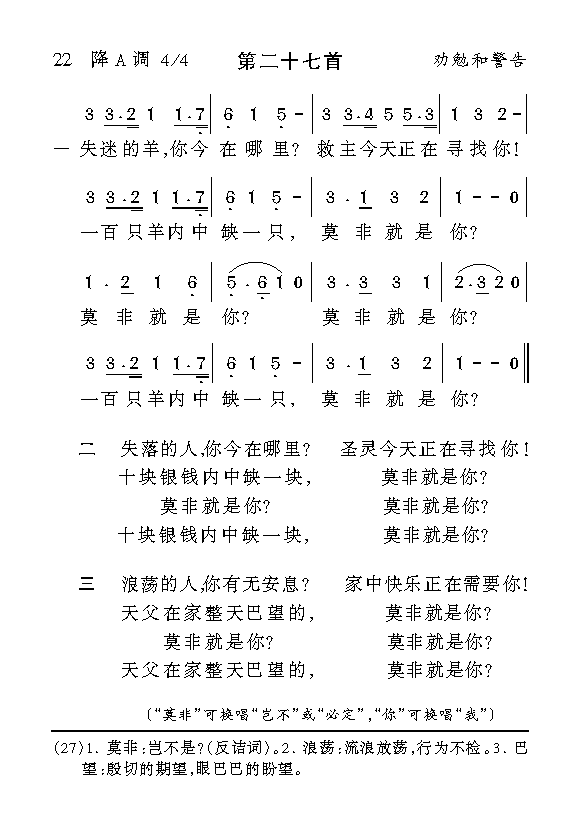 22 降A调 4/4 第二十七首 劝勉和警告
3 3·2 1 1·7 | 6 1 5 - | 3 3·4 5 5·3 | 1 3 2 - |
一 失迷的羊,你今 在 哪 里? 救主今天正在 寻找你!
3 3·2 1 1·7 | 6 1 5 - | 3 · 1 3 2 | 1 - - 0 |
一百 只羊内中 缺一只, 莫 非 就 是 你?
1 · 2 1 6 | 5 · 6 1 0 | 3 · 3 3 1 | 2·3 2 0 |
莫 非 就 是 你? 莫 非 就 是 你?
3 3·2 1 1·7 | 6 1 5 - | 3 · 1 3 2 | 1 - - 0 ‖
一百 只羊内中 缺一只, 莫 非 就 是 你?
二 失落的人,你今在哪里? 圣灵今天正在寻找你!
十块银钱内中缺一块, 莫非就是你?
莫非就是你? 莫非就是你?
十块银钱内中缺一块, 莫非就是你?
三 浪荡的人,你有无安息? 家中快乐正在需要你!
天父在家整天巴望的, 莫非就是你?
莫非就是你? 莫非就是你?
天父在家整天巴望的, 莫非就是你?
(“莫非”可换唱“岂不”或“必定”,“你”可换唱“我”)
(27)1. 莫非:岂不是?(反诘词)。2. 浪荡:流浪放荡,行为不检。3. 巴
望:殷切的期望,眼巴巴的盼望。